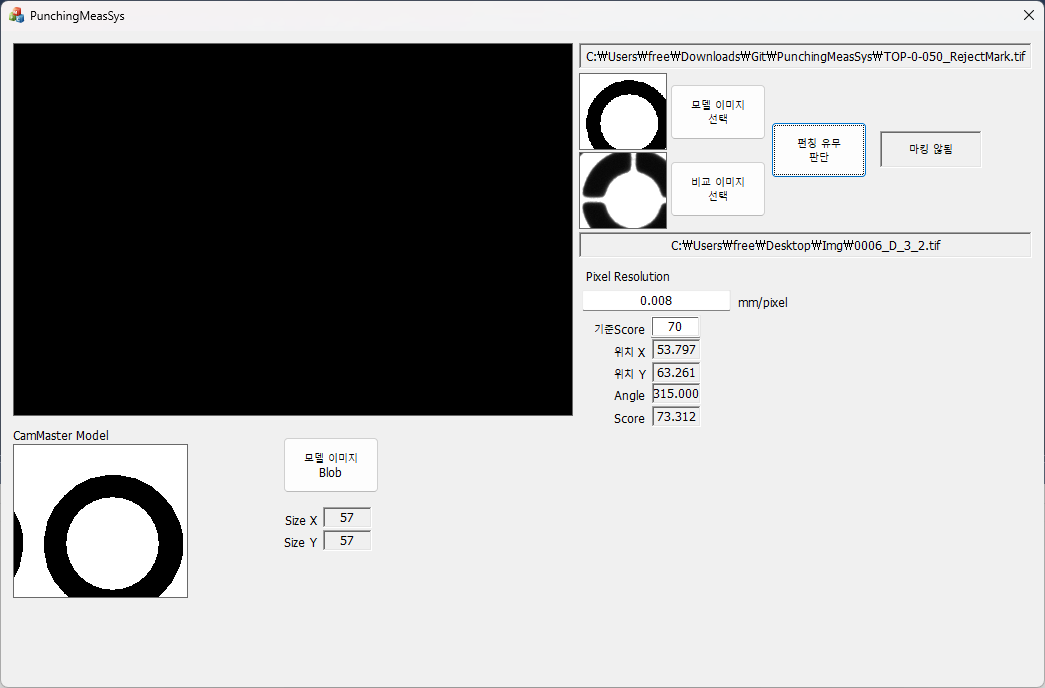 PunchingMeasSys
C:₩Users₩free₩Downloads₩Git₩PunchingMeasSys₩TOP-0-050_RejectMark.tif
모델 이미지
선택
펀칭 유무
판단
마킹 않됨
비교 이미지
선택
C:₩Users₩free₩Desktop₩Img₩0006_D_3_2.tif
Pixel Resolution
0.008 mm/pixel
기준Score 70
위치 X 53.797
위치 Y 63.261
Angle 315.000
Score 73.312
CamMaster Model
모델 이미지
Blob
Size X 57
Size Y 57